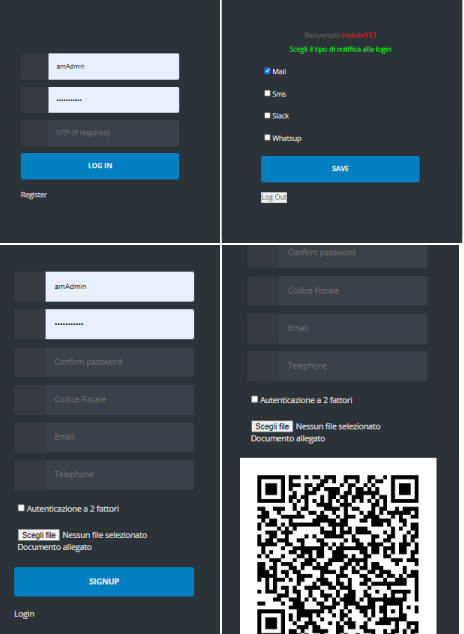 amAdmin
•••••••••••
OTP (if required)
LOG IN
Register
Benvenuto
Scegli il tipo di notifica alla login
Mail
Sms
Slack
Whatsup
SAVE
Log Out
amAdmin
•••••••••••
Confirm password
Codice Fiscale
Email
Telephone
Autenticazione a 2 fattori
Scegli file Nessun file selezionato
Documento allegato
SIGNUP
Login
Confirm password
Codice Fiscale
Email
Telephone
Autenticazione a 2 fattori
Scegli file Nessun file selezionato
Documento allegato